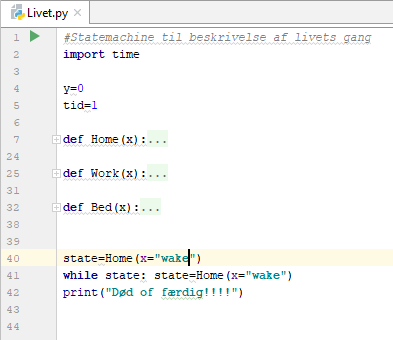 Livet.py
1 #Statemachine til beskrivelse af livets gang
2 import time
3
4 y=0
5 tid=1
6
7 def Home(x):...
24
25 def Work(x):...
31
32 def Bed(x):...
38
39
40 state=Home(x="wake")
41 while state: state=Home(x="wake")
42 print("Død of færdig!!!!")
43
44